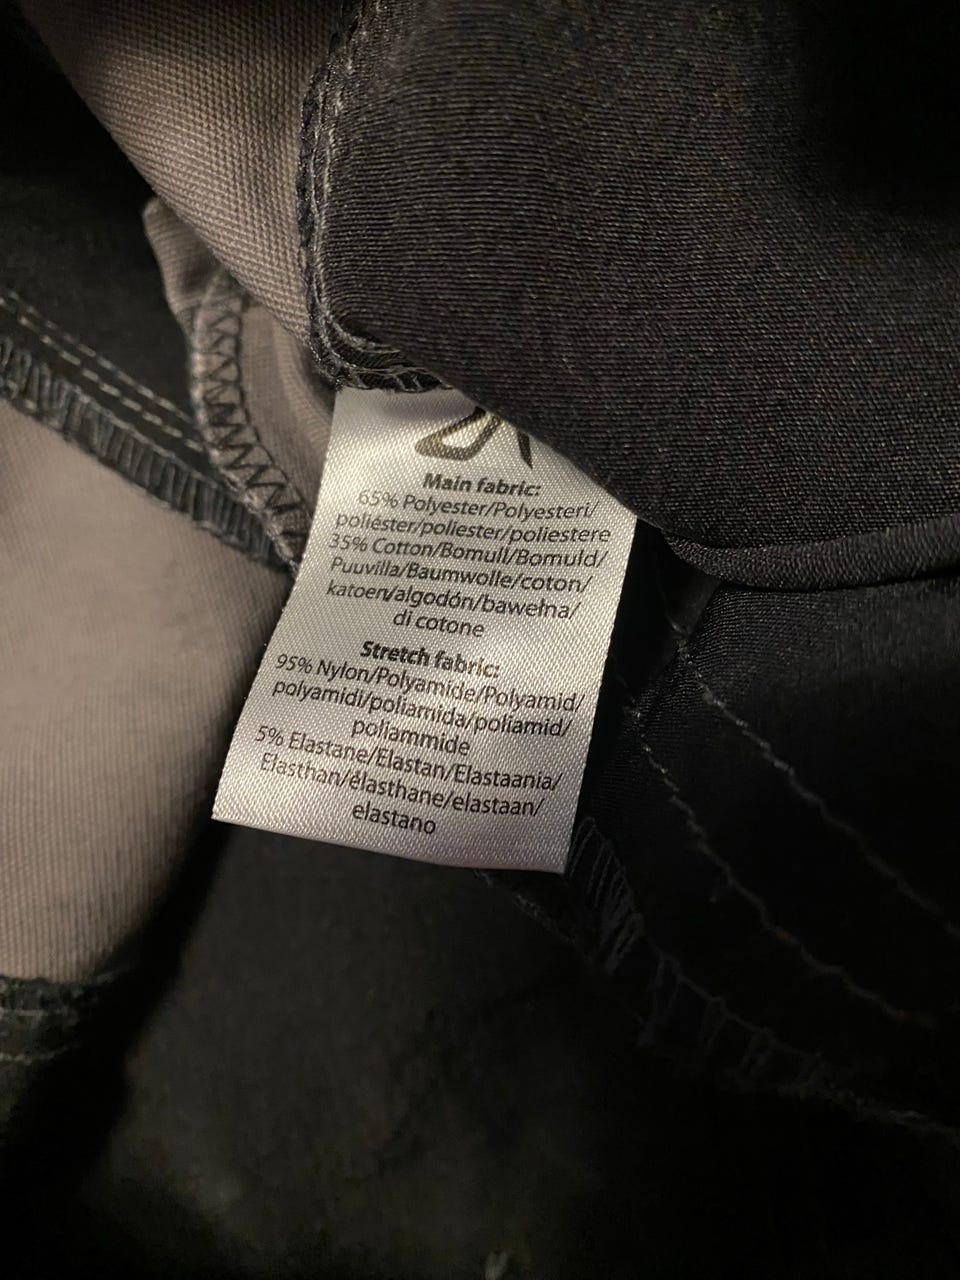 Main fabric:
65% Polyester/Polyesteri/
poliéster/poliester/poliestere
35% Cotton/Bomull/Bomuld/
Puuvilla/Baumwolle/coton/
katoen/algodón/bawełna/
di cotone
Stretch fabric:
95% Nylon/Polyamide/Polyamid/
polyamidi/poliamida/poliamid/
poliammide
5% Elastane/Elastan/Elastaania/
Elasthan/élasthane/elastaan/
elastano